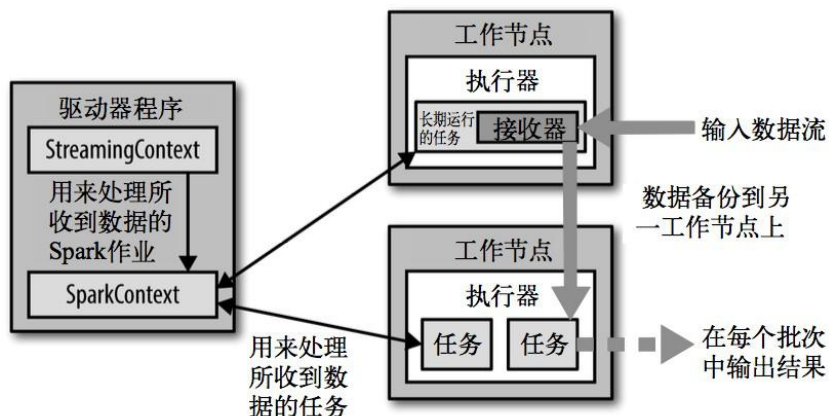 驱动器程序
StreamingContext
用来处理所
收到数据的
Spark作业
SparkContext
用来处理
所收到数
据的任务
工作节点
执行器
长期运行
的任务
接收器
输入数据流
数据备份到另
一工作节点上
工作节点
执行器
任务
任务
在每个批次
中输出结果